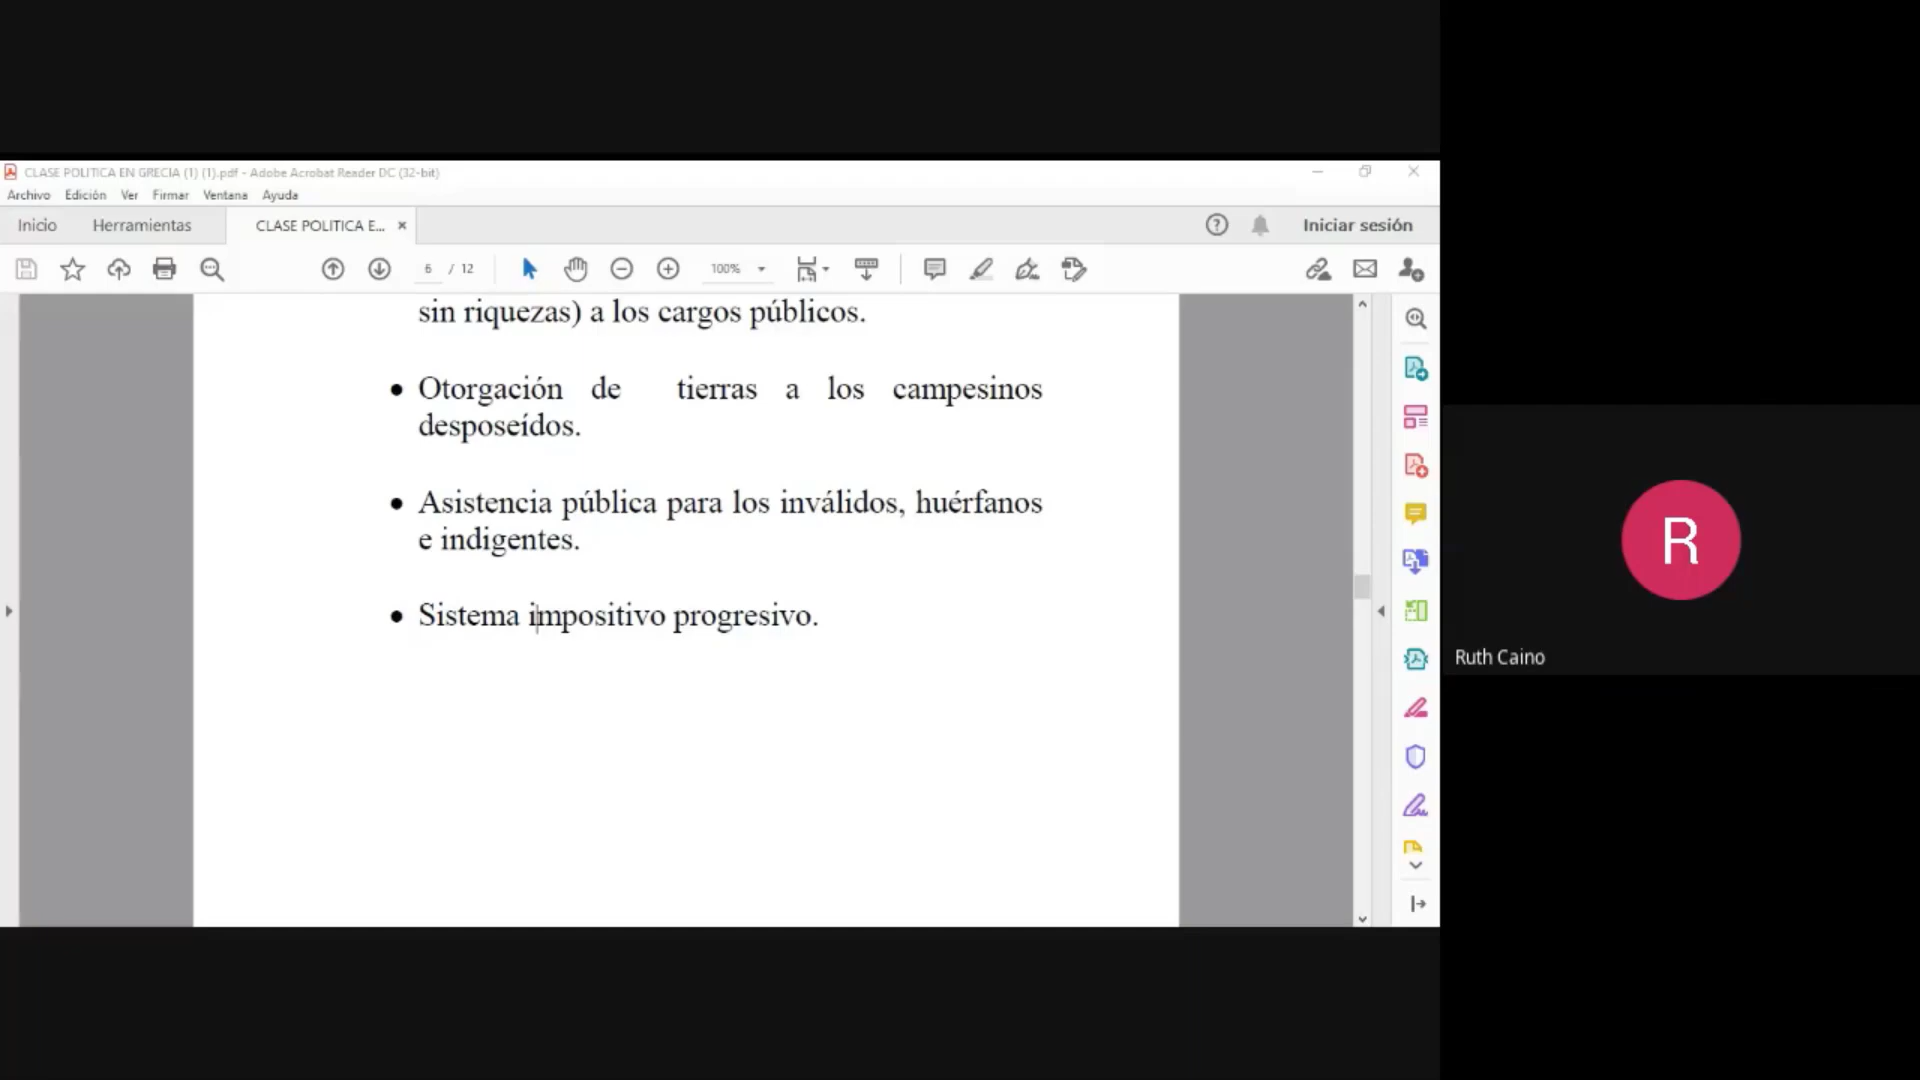 CLASE POLITICA EN GRECIA (1) (1).pdf - Adobe Acrobat Reader DC (32-bit)
Archivo Edición Ver Firmar Ventana Ayuda
Inicio Herramientas CLASE POLITICA E... × Iniciar sesión
6 / 12 100%
sin riquezas) a los cargos públicos.
• Otorgación de tierras a los campesinos
desposeídos.
• Asistencia pública para los inválidos, huérfanos
e indigentes.
• Sistema impositivo progresivo.
R
Ruth Caino